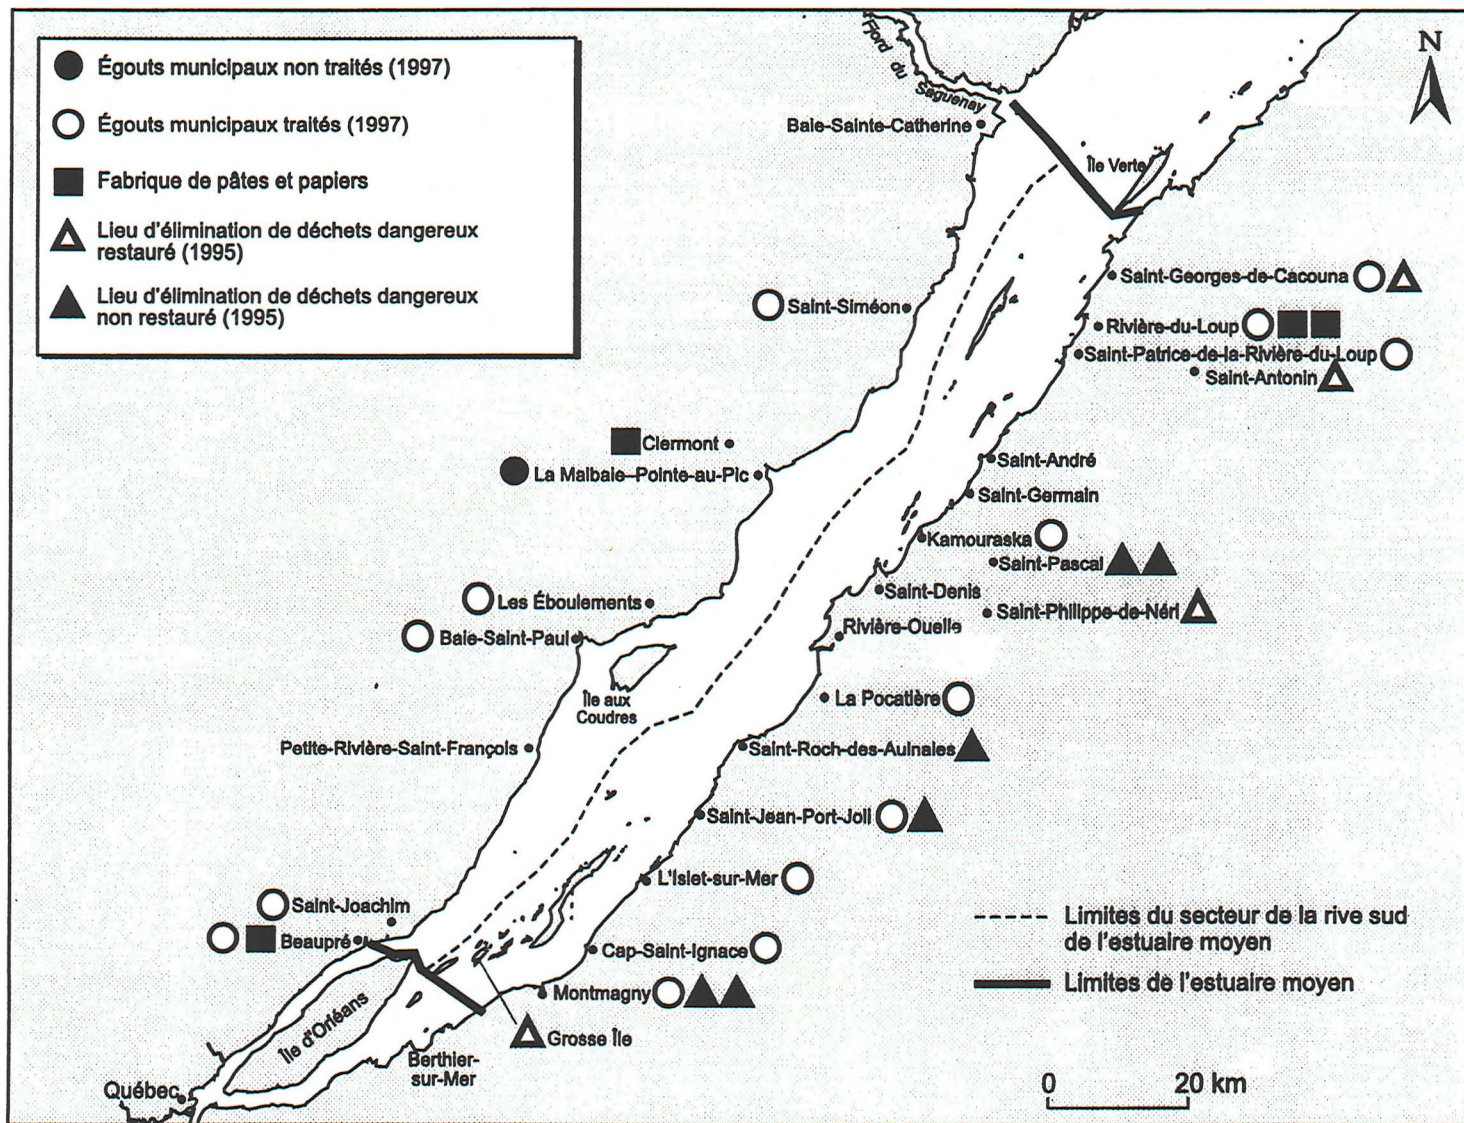 Égouts municipaux non traités (1997)
Égouts municipaux traités (1997)
Fabrique de pâtes et papiers
Lieu d'élimination de déchets dangereux
restauré (1995)
Lieu d'élimination de déchets dangereux
non restauré (1995)
Fjord du Saguenay
N
Baie-Sainte-Catherine
Île Verte
Saint-Georges-de-Cacouna
Saint-Siméon
Rivière-du-Loup
Saint-Patrice-de-la-Rivière-du-Loup
Saint-Antonin
Clermont
La Malbaie–Pointe-au-Pic
Saint-André
Saint-Germain
Kamouraska
Saint-Pascal
Saint-Denis
Les Éboulements
Saint-Philippe-de-Néri
Rivière-Ouelle
Baie-Saint-Paul
Île aux
Coudres
La Pocatière
Petite-Rivière-Saint-François
Saint-Roch-des-Aulnaies
Saint-Jean-Port-Joli
L'Islet-sur-Mer
Saint-Joachim
Beaupré
Cap-Saint-Ignace
Montmagny
Grosse Île
Île d'Orléans
Berthier-
sur-Mer
Québec
Limites du secteur de la rive sud
de l'estuaire moyen
Limites de l'estuaire moyen
0 20 km